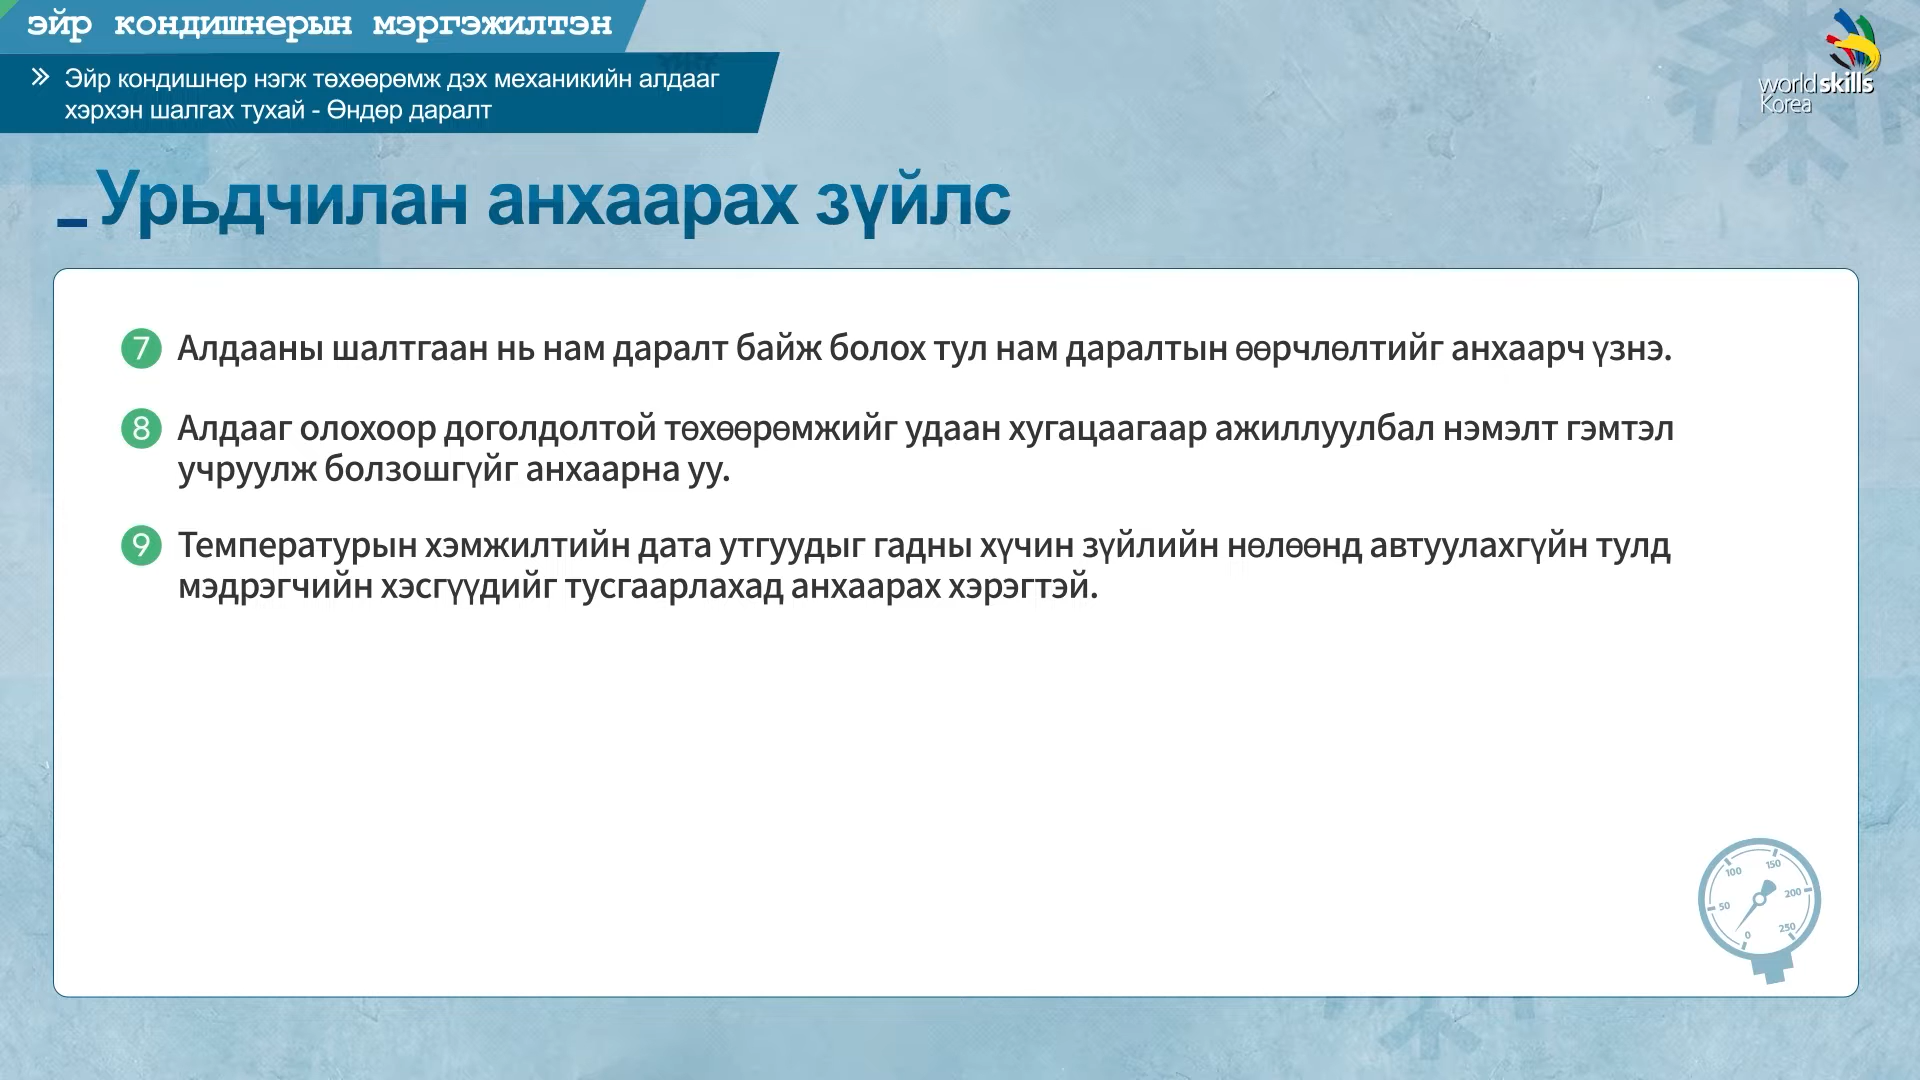 эйр кондишнерын мэргэжилтэн
Эйр кондишнер нэгж төхөөрөмж дэх механикийн алдааг
хэрхэн шалгах тухай - Өндөр даралт
worldskills
Korea
Урьдчилан анхаарах зүйлс
7 Алдааны шалтгаан нь нам даралт байж болох тул нам даралтын өөрчлөлтийг анхаарч үзнэ.
8 Алдааг олохоор доголдолтой төхөөрөмжийг удаан хугацаагаар ажиллуулбал нэмэлт гэмтэл
учруулж болзошгүйг анхаарна уу.
9 Температурын хэмжилтийн дата утгуудыг гадны хүчин зүйлийн нөлөөнд автуулахгүйн тулд
мэдрэгчийн хэсгүүдийг тусгаарлахад анхаарах хэрэгтэй.
0 50 100 150 200 250